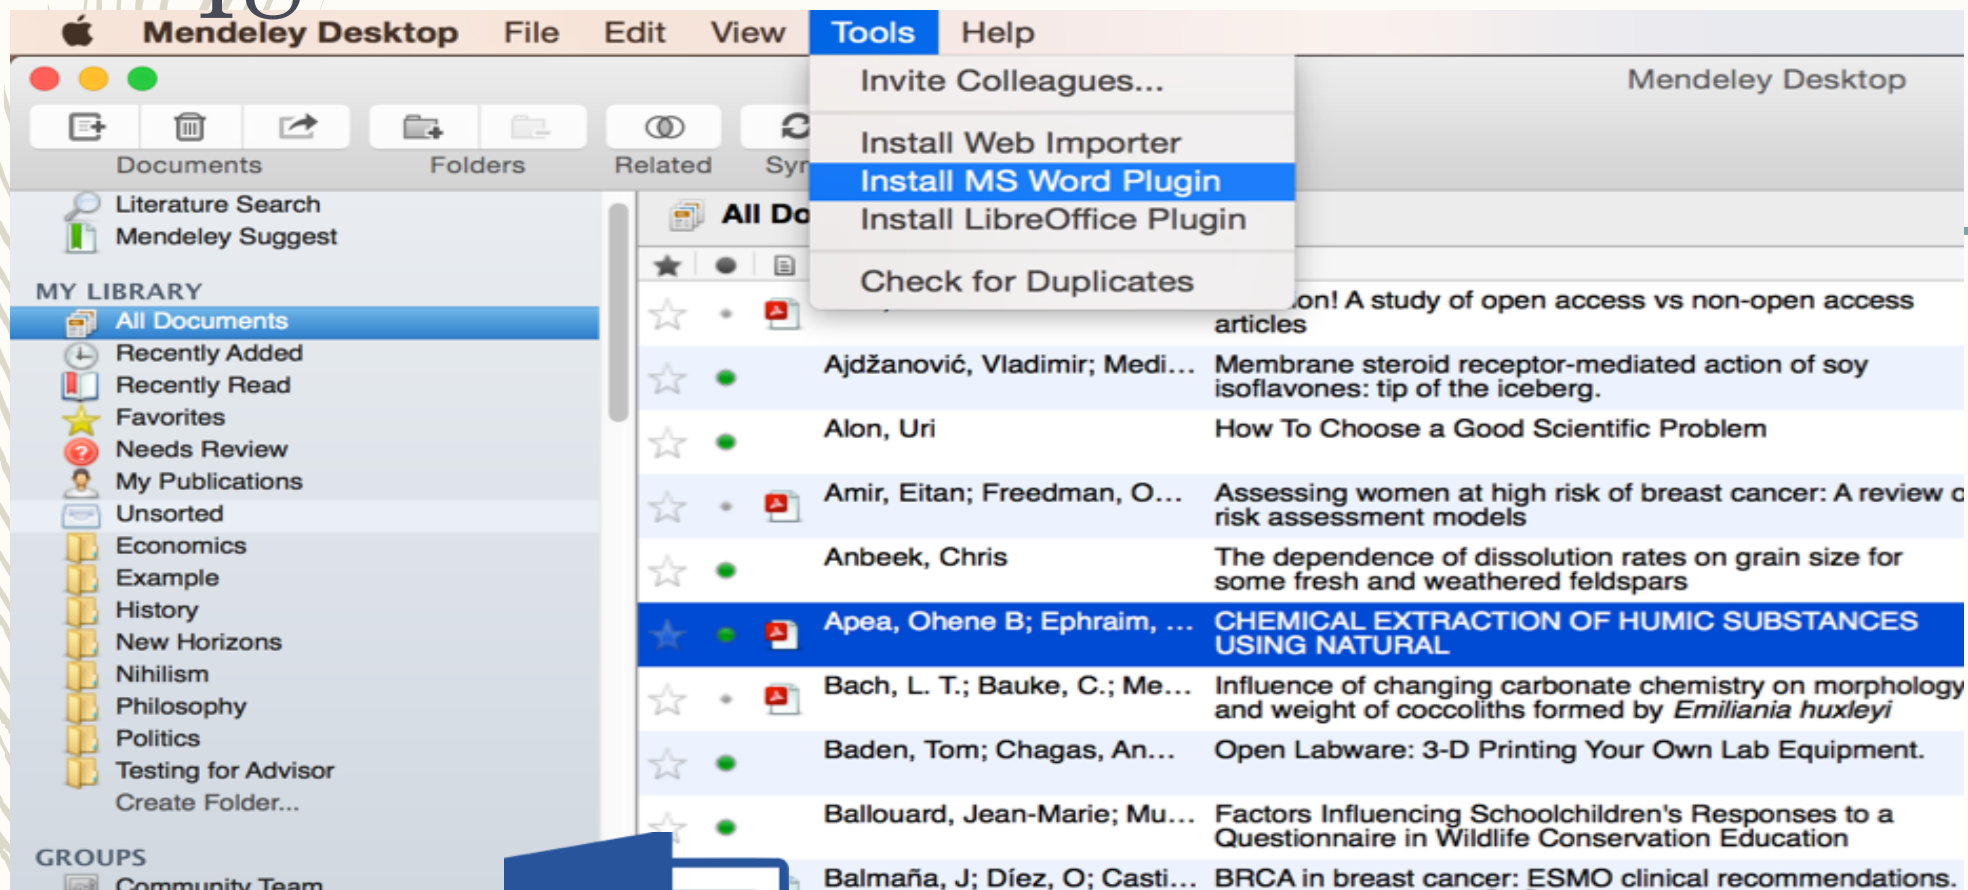 Mendeley Desktop File Edit View Tools Help
Mendeley Desktop
Invite Colleagues...
Install Web Importer
Install MS Word Plugin
Install LibreOffice Plugin
Check for Duplicates
Documents Folders Related
Literature Search
Mendeley Suggest
MY LIBRARY
All Documents
Recently Added
Recently Read
Favorites
Needs Review
My Publications
Unsorted
Economics
Example
History
New Horizons
Nihilism
Philosophy
Politics
Testing for Advisor
Create Folder...
GROUPS
Community Team
All Do
on! A study of open access vs non-open access
articles
Ajdžanović, Vladimir; Medi... Membrane steroid receptor-mediated action of soy
isoflavones: tip of the iceberg.
Alon, Uri How To Choose a Good Scientific Problem
Amir, Eitan; Freedman, O... Assessing women at high risk of breast cancer: A review
risk assessment models
Anbeek, Chris The dependence of dissolution rates on grain size for
some fresh and weathered feldspars
Apea, Ohene B; Ephraim, ... CHEMICAL EXTRACTION OF HUMIC SUBSTANCES
USING NATURAL
Bach, L. T.; Bauke, C.; Me... Influence of changing carbonate chemistry on morphology
and weight of coccoliths formed by Emiliania huxleyi
Baden, Tom; Chagas, An... Open Labware: 3-D Printing Your Own Lab Equipment.
Ballouard, Jean-Marie; Mu... Factors Influencing Schoolchildren's Responses to a
Questionnaire in Wildlife Conservation Education
Balmaña, J; Díez, O; Casti... BRCA in breast cancer: ESMO clinical recommendations.